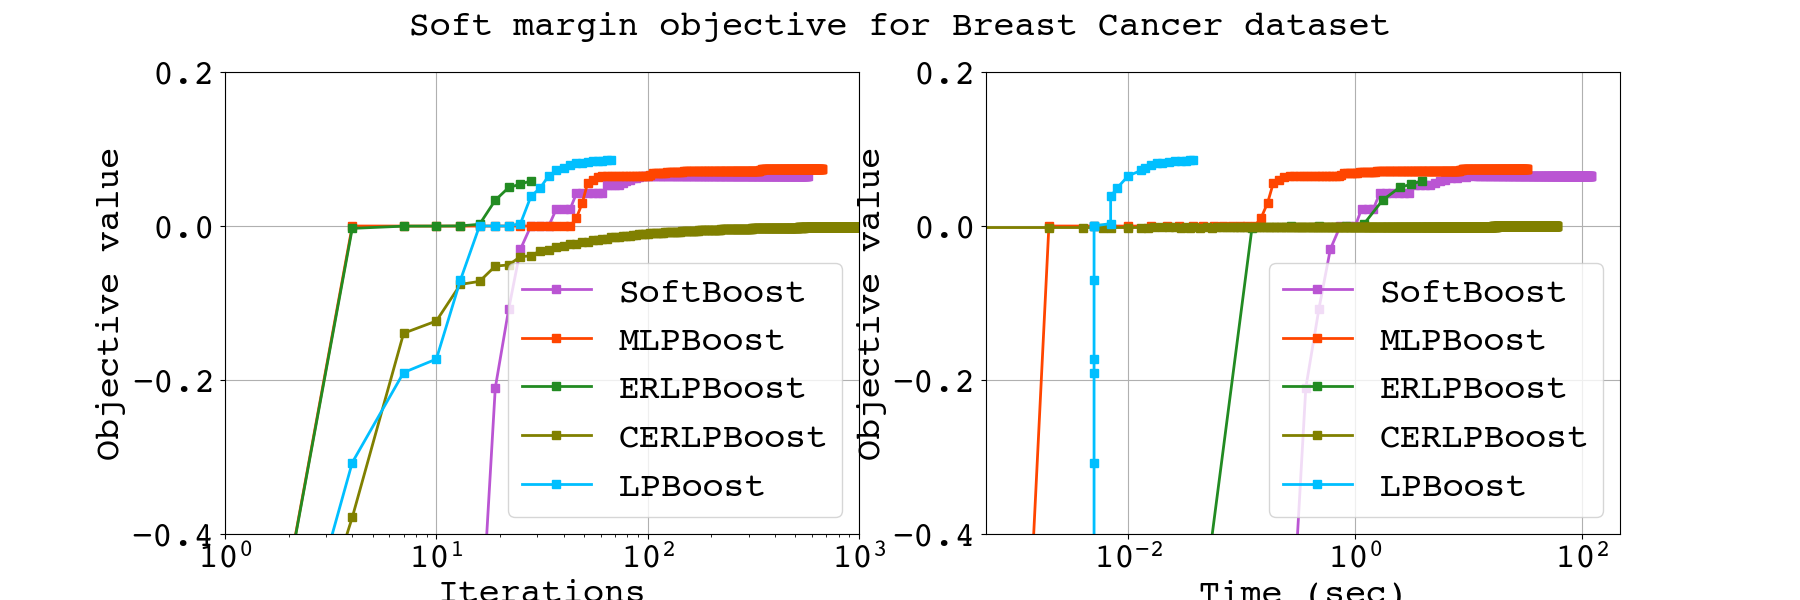 Soft margin objective for Breast Cancer dataset
Objective value
0.2
0.0
−0.2
−0.4
SoftBoost
MLPBoost
ERLPBoost
CERLPBoost
LPBoost
10^0
10^1
10^2
10^3
Iterations
Objective value
0.2
0.0
−0.2
−0.4
SoftBoost
MLPBoost
ERLPBoost
CERLPBoost
LPBoost
10^−2
10^0
10^2
Time (sec)